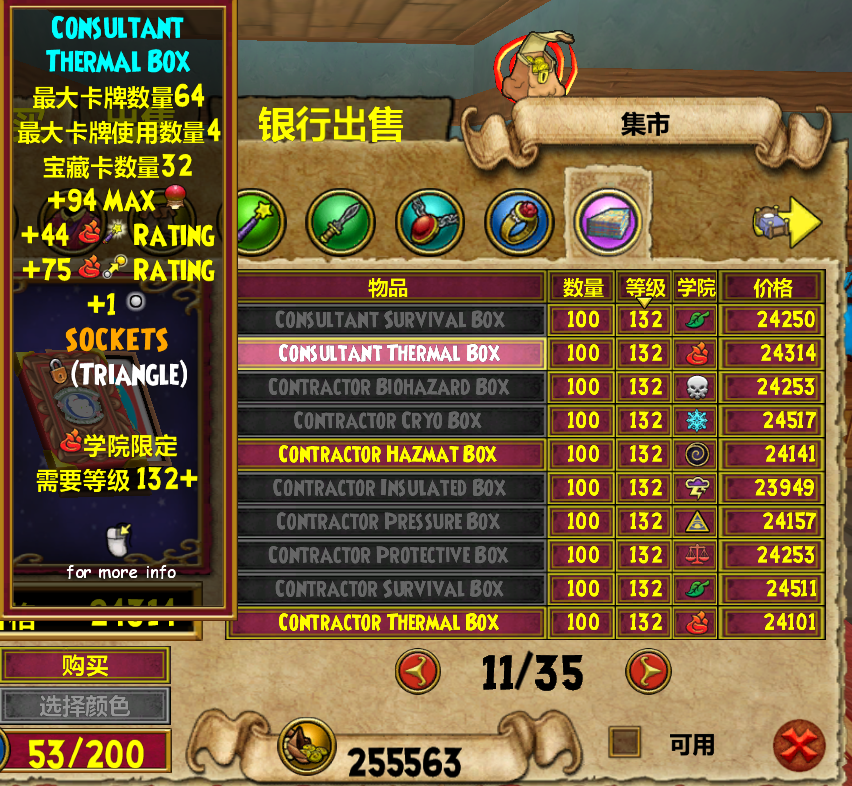 CONSULTANT
THERMAL BOX
最大卡牌数量64
最大卡牌使用数量4
宝藏卡数量32
+94 MAX
+44 RATING
+75 RATING
+1
SOCKETS
(TRIANGLE)
学院限定
需要等级 132+
for more info
24314
购买
选择颜色
53/200
银行出售
集市
物品 数量 等级 学院 价格
CONSULTANT SURVIVAL BOX 100 132 24250
CONSULTANT THERMAL BOX 100 132 24314
CONTRACTOR BIOHAZARD BOX 100 132 24253
CONTRACTOR CRYO BOX 100 132 24517
CONTRACTOR HAZMAT BOX 100 132 24141
CONTRACTOR INSULATED BOX 100 132 23949
CONTRACTOR PRESSURE BOX 100 132 24157
CONTRACTOR PROTECTIVE BOX 100 132 24253
CONTRACTOR SURVIVAL BOX 100 132 24511
CONTRACTOR THERMAL BOX 100 132 24101
11/35
255563
可用